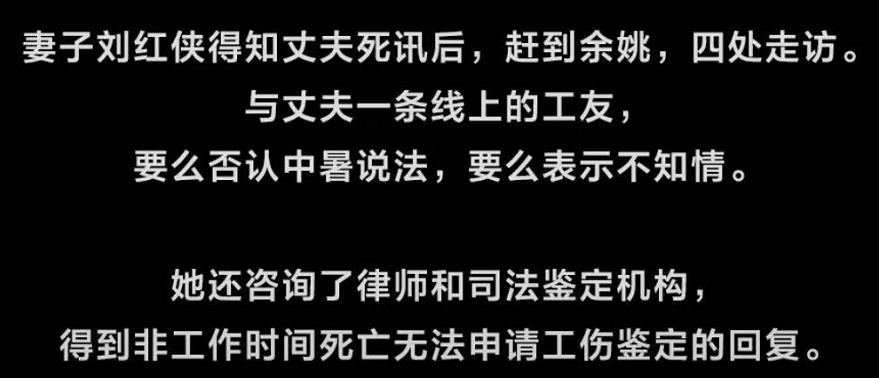 妻子刘红侠得知丈夫死讯后，赶到余姚，四处走访。
与丈夫一条线上的工友，
要么否认中暑说法，要么表示不知情。
她还咨询了律师和司法鉴定机构，
得到非工作时间死亡无法申请工伤鉴定的回复。